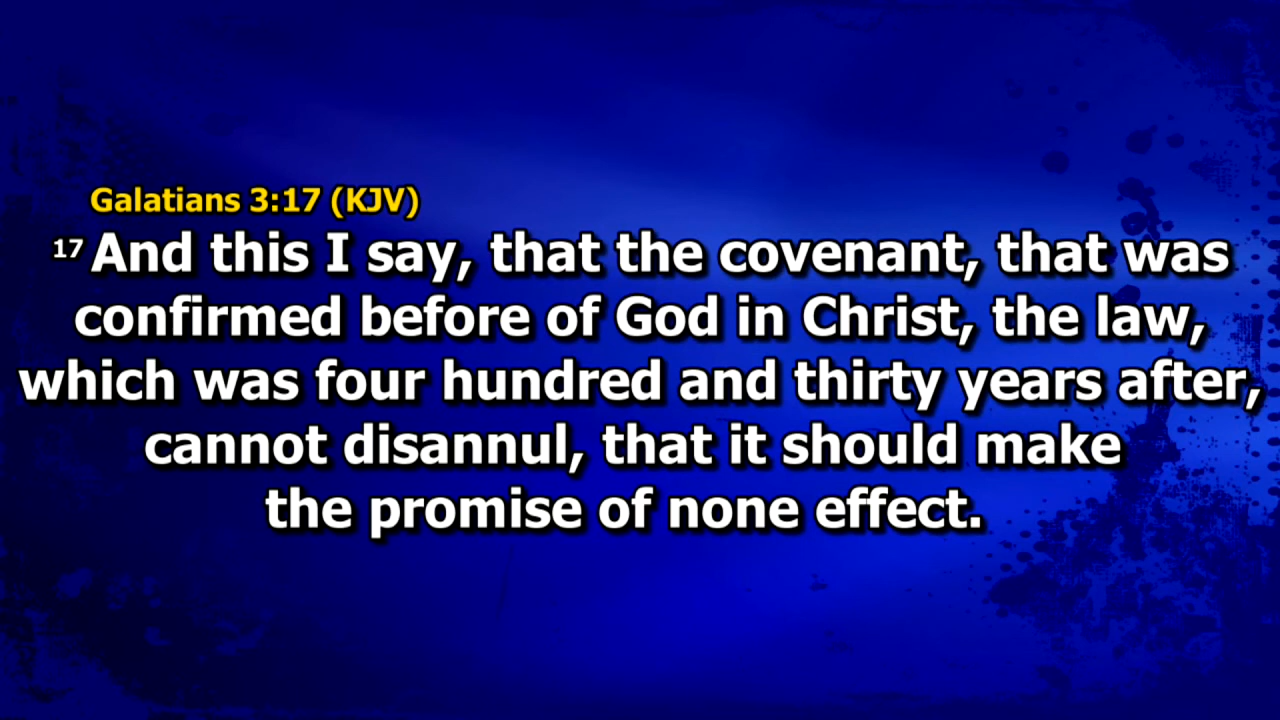 Galatians 3:17 (KJV)
17 And this I say, that the covenant, that was
confirmed before of God in Christ, the law,
which was four hundred and thirty years after,
cannot disannul, that it should make
the promise of none effect.